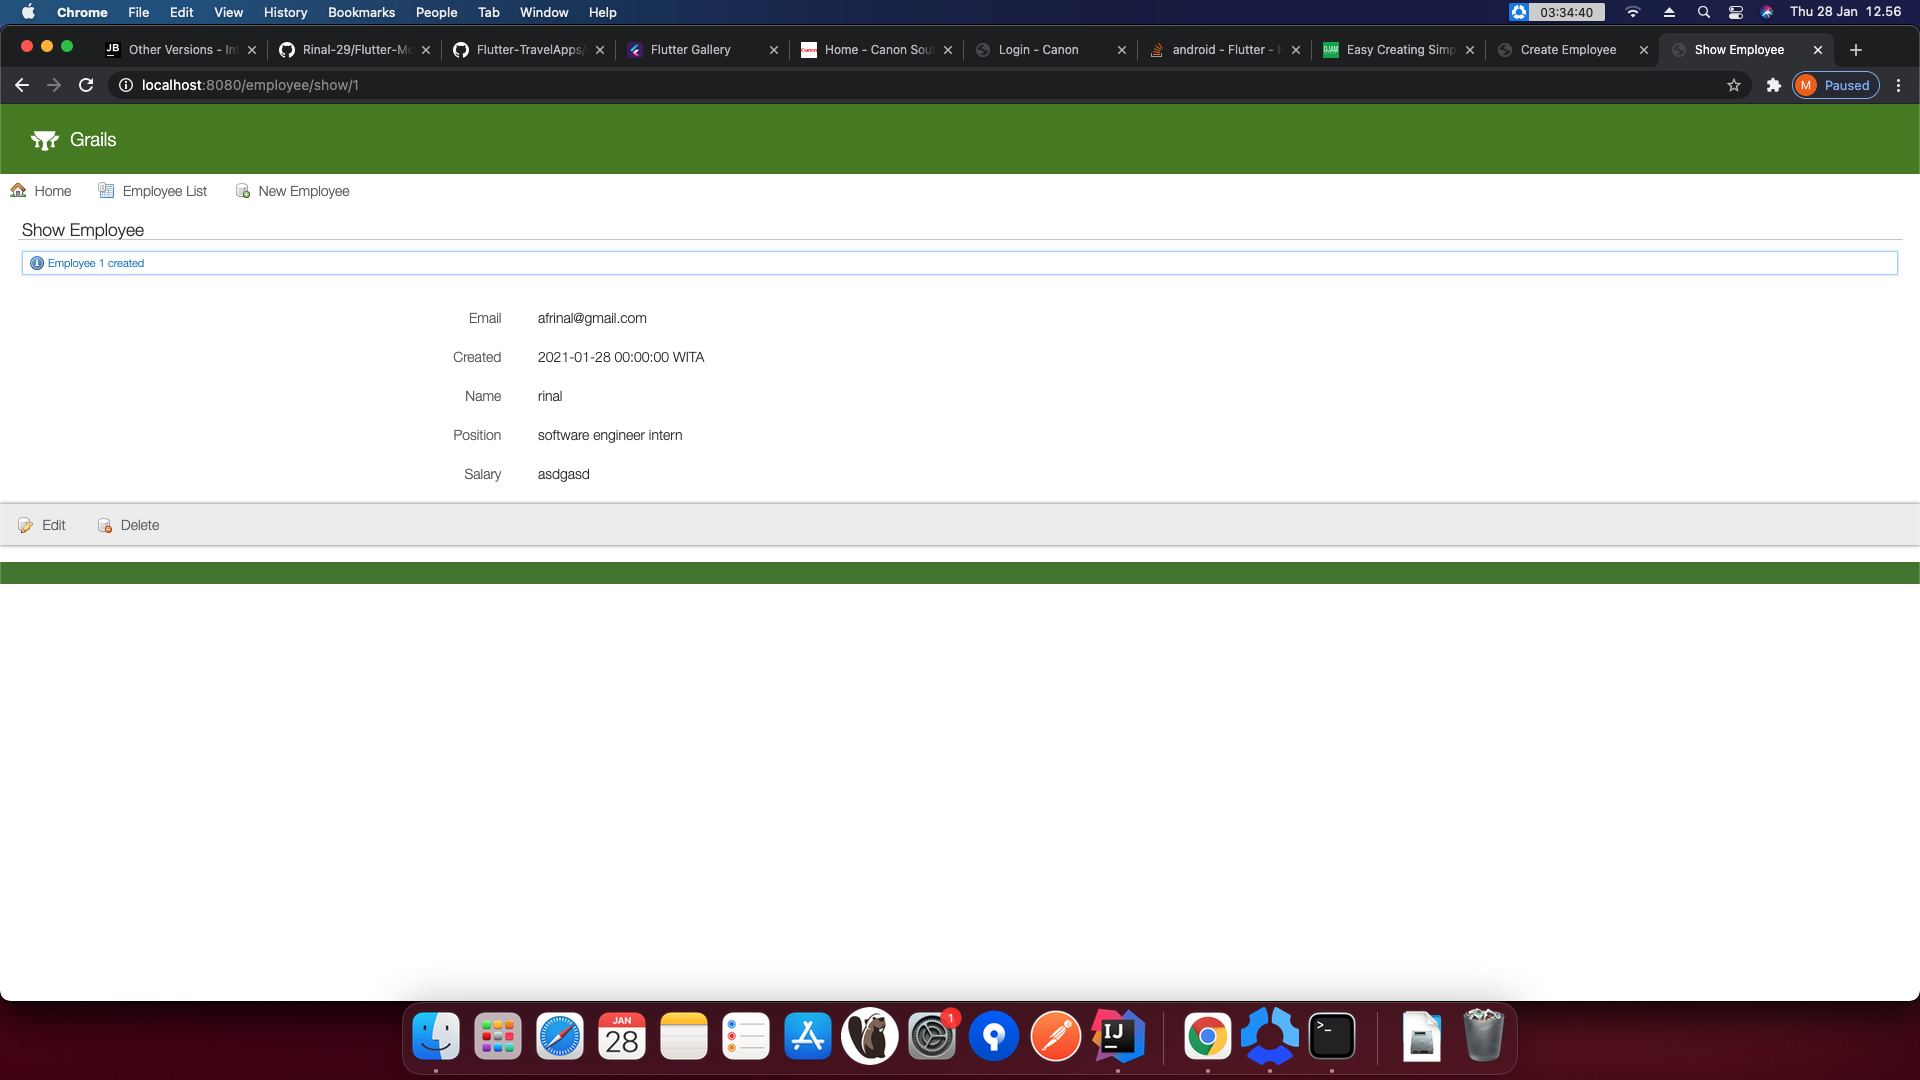 Chrome File Edit View History Bookmarks People Tab Window Help 03:34:40 Thu 28 Jan 12.56
JB Other Versions - In Rinal-29/Flutter-Mo Flutter-TravelApps/ Flutter Gallery Canon Home - Canon Sou Login - Canon android - Flutter - H DJAM Easy Creating Simp Create Employee Show Employee
localhost:8080/employee/show/1 M Paused
Grails
Home Employee List New Employee
Show Employee
Employee 1 created
Email afrinal@gmail.com
Created 2021-01-28 00:00:00 WITA
Name rinal
Position software engineer intern
Salary asdgasd
Edit Delete
JAN
28
1
IJ
>_